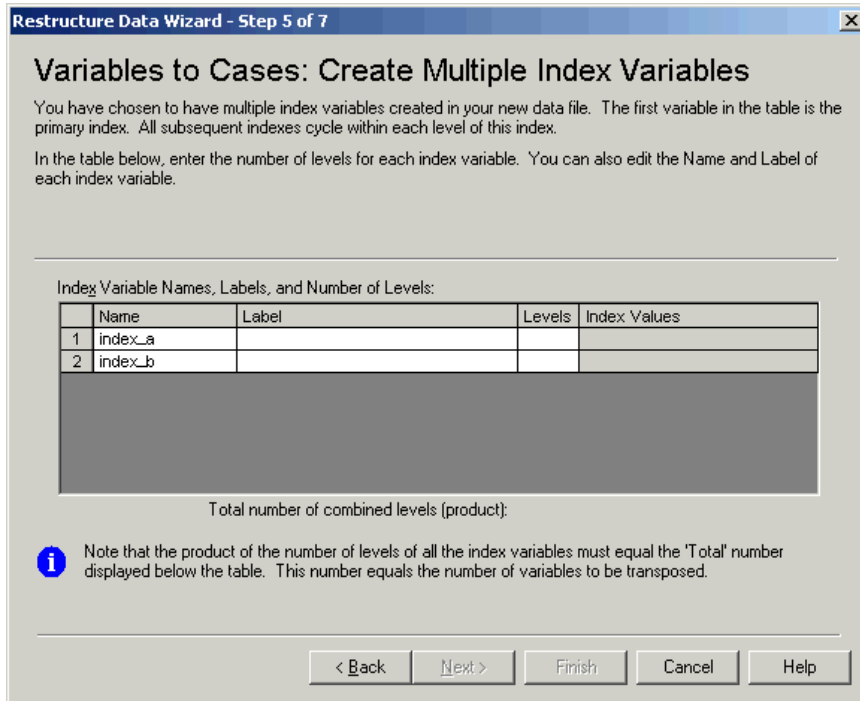 Restructure Data Wizard - Step 5 of 7
Variables to Cases: Create Multiple Index Variables
You have chosen to have multiple index variables created in your new data file. The first variable in the table is the
primary index. All subsequent indexes cycle within each level of this index.
In the table below, enter the number of levels for each index variable. You can also edit the Name and Label of
each index variable.
Index Variable Names, Labels, and Number of Levels:
Name Label Levels Index Values
1 index_a
2 index_b
Total number of combined levels (product):
Note that the product of the number of levels of all the index variables must equal the 'Total' number
displayed below the table. This number equals the number of variables to be transposed.
< Back Next > Finish Cancel Help